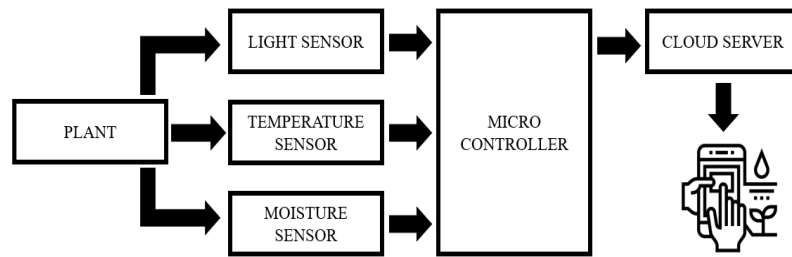 LIGHT SENSOR
CLOUD SERVER
PLANT
TEMPERATURE
SENSOR
MICRO
CONTROLLER
MOISTURE
SENSOR